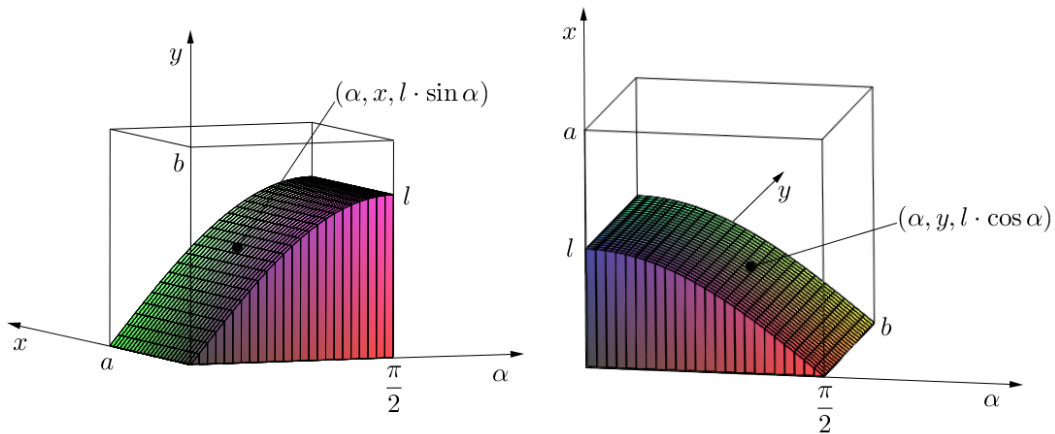 y
(α, x, l · sin α)
b
l
x
a
π/2
α
x
a
y
(α, y, l · cos α)
l
b
π/2
α